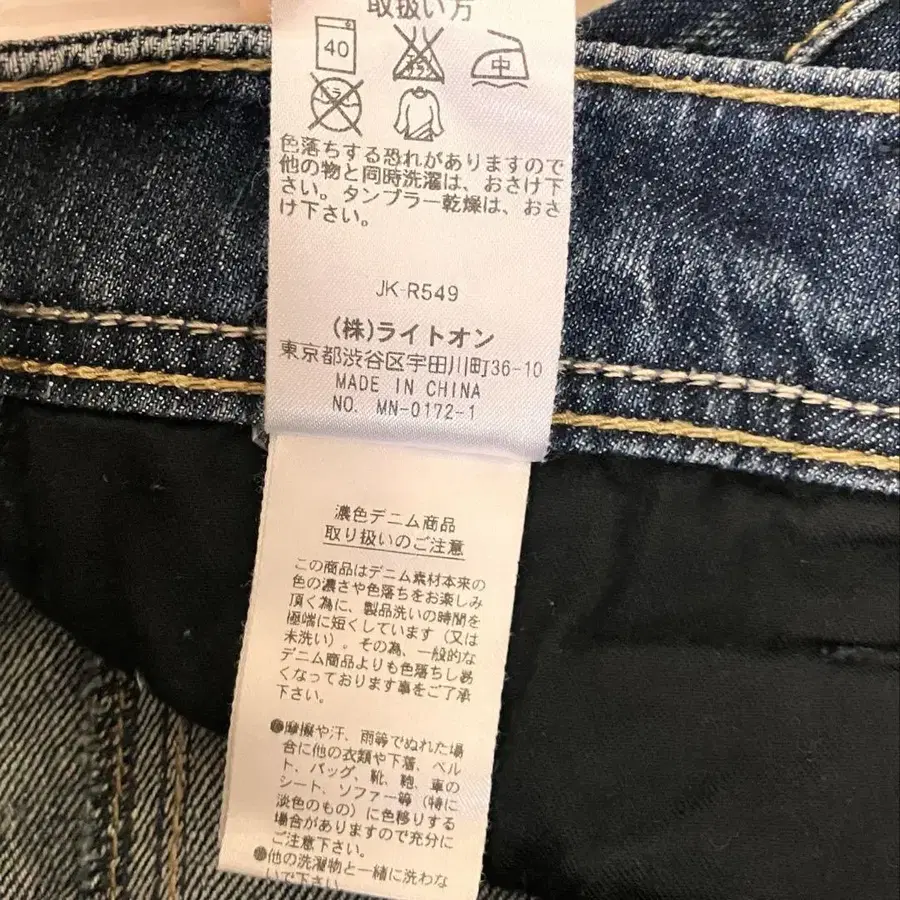 取扱い方
40
中
色落ちする恐れがありますので
他の物と同時洗濯は、おさけ下
さい。タンブラー乾燥は、おさ
け下さい。
JK-R549
(株)ライトオン
東京都渋谷区宇田川町36-10
MADE IN CHINA
NO. MN-0172-1
濃色デニム商品
取り扱いのご注意
この商品はデニム素材本来の
色の濃さや色落ちをお楽しみ
頂く為に、製品洗いの時間を
極端に短くしています（又は
未洗い）。その為、一般的な
デニム商品よりも色落ちし易
くなっております事をご了承
下さい。
●摩擦や汗、雨等でぬれた場
合に他の衣類や下着、ベル
ト、バッグ、靴、鞄、車の
シート、ソファー等（特に
淡色のもの）に色移りする
場合がありますので充分に
ご注意下さい。
●他の洗濯物と一緒に洗わな
いで下さい。